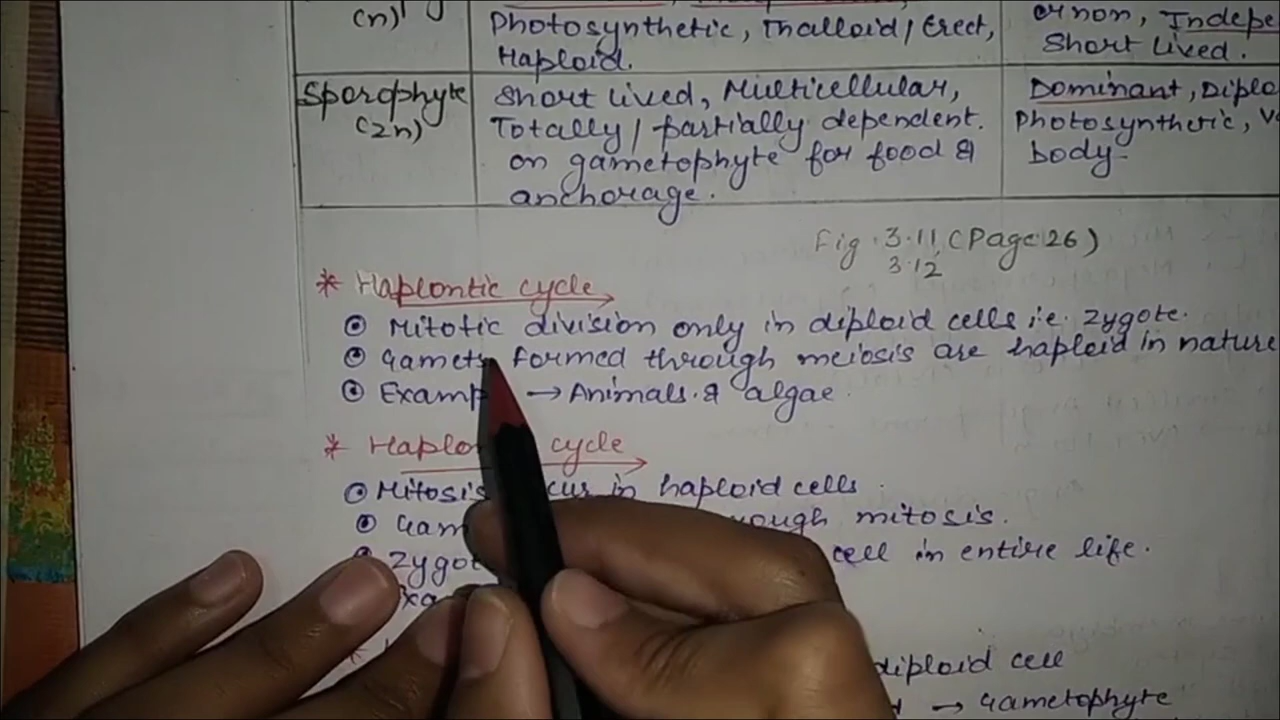 (n)
Photosynthetic, Thalloid / Erect,
Haploid.
or non, Indepe
Short lived.
Sporophyte
(2n)
Short lived, Multicellular,
Totally / partially dependent.
on gametophyte for food &
anchorage.
Dominant, Diplo
Photosynthetic, V
body-
Fig. 3.11, (Page 26)
3.12
* Haplontic cycle
Mitotic division only in diploid cells i.e. zygote.
Gamets formed through meiosis are haploid in nature
Examp → Animals. & algae.
* Haplon cycle
Mitosis cur in haploid cells.
Gam rough mitosis.
Zygot cell in entire life.
Exa
diploid cell
→ Gametophyte